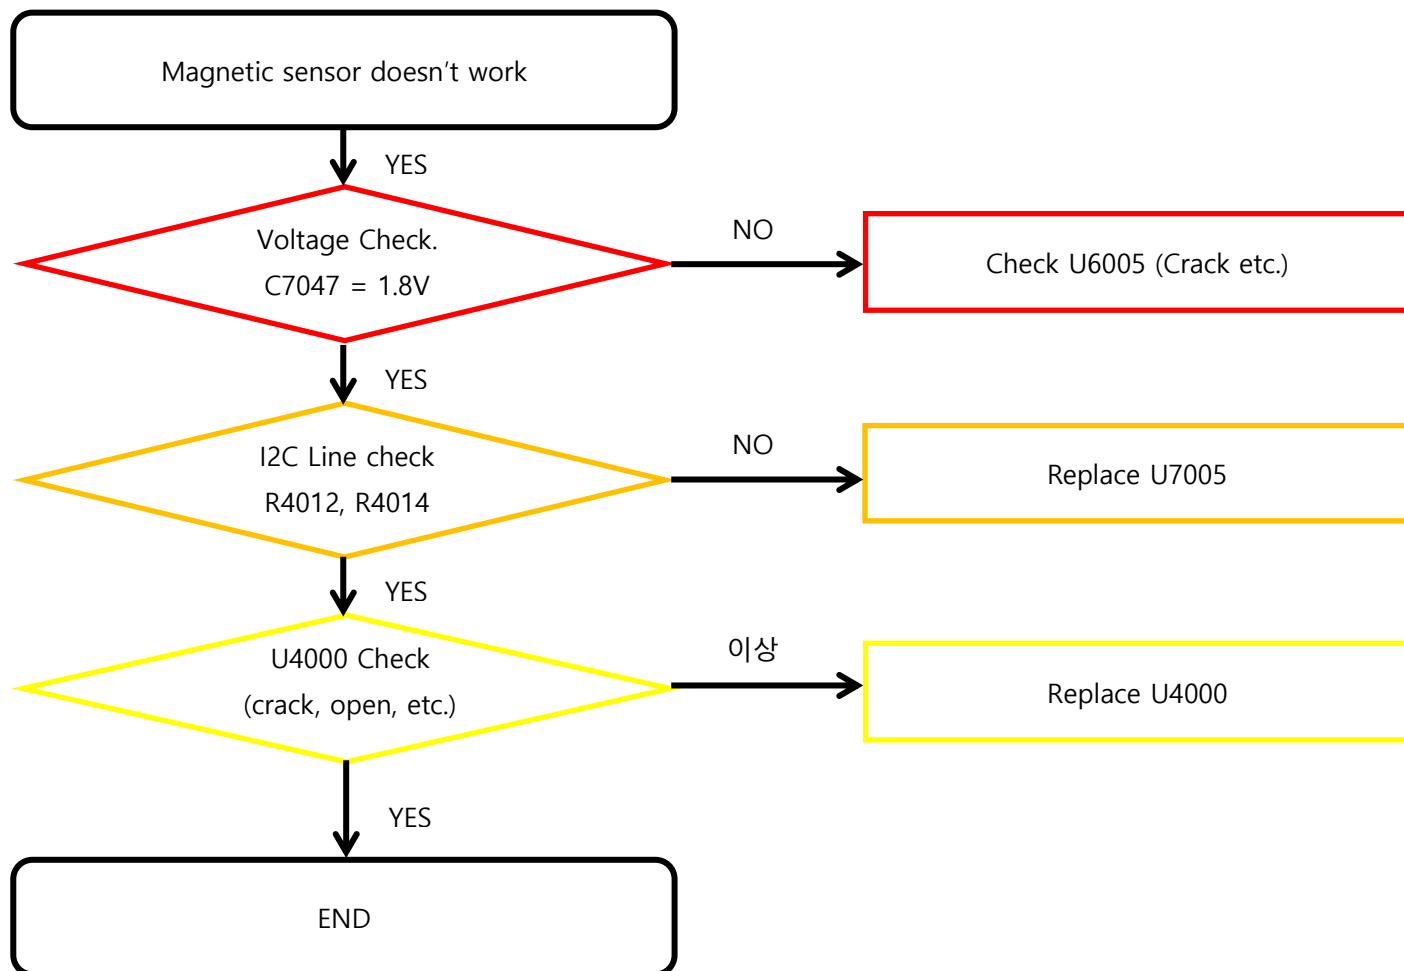 Magnetic sensor doesn’t work
YES
Voltage Check.
C7047 = 1.8V
NO
Check U6005 (Crack etc.)
YES
I2C Line check
R4012, R4014
NO
Replace U7005
YES
U4000 Check
(crack, open, etc.)
이상
Replace U4000
YES
END